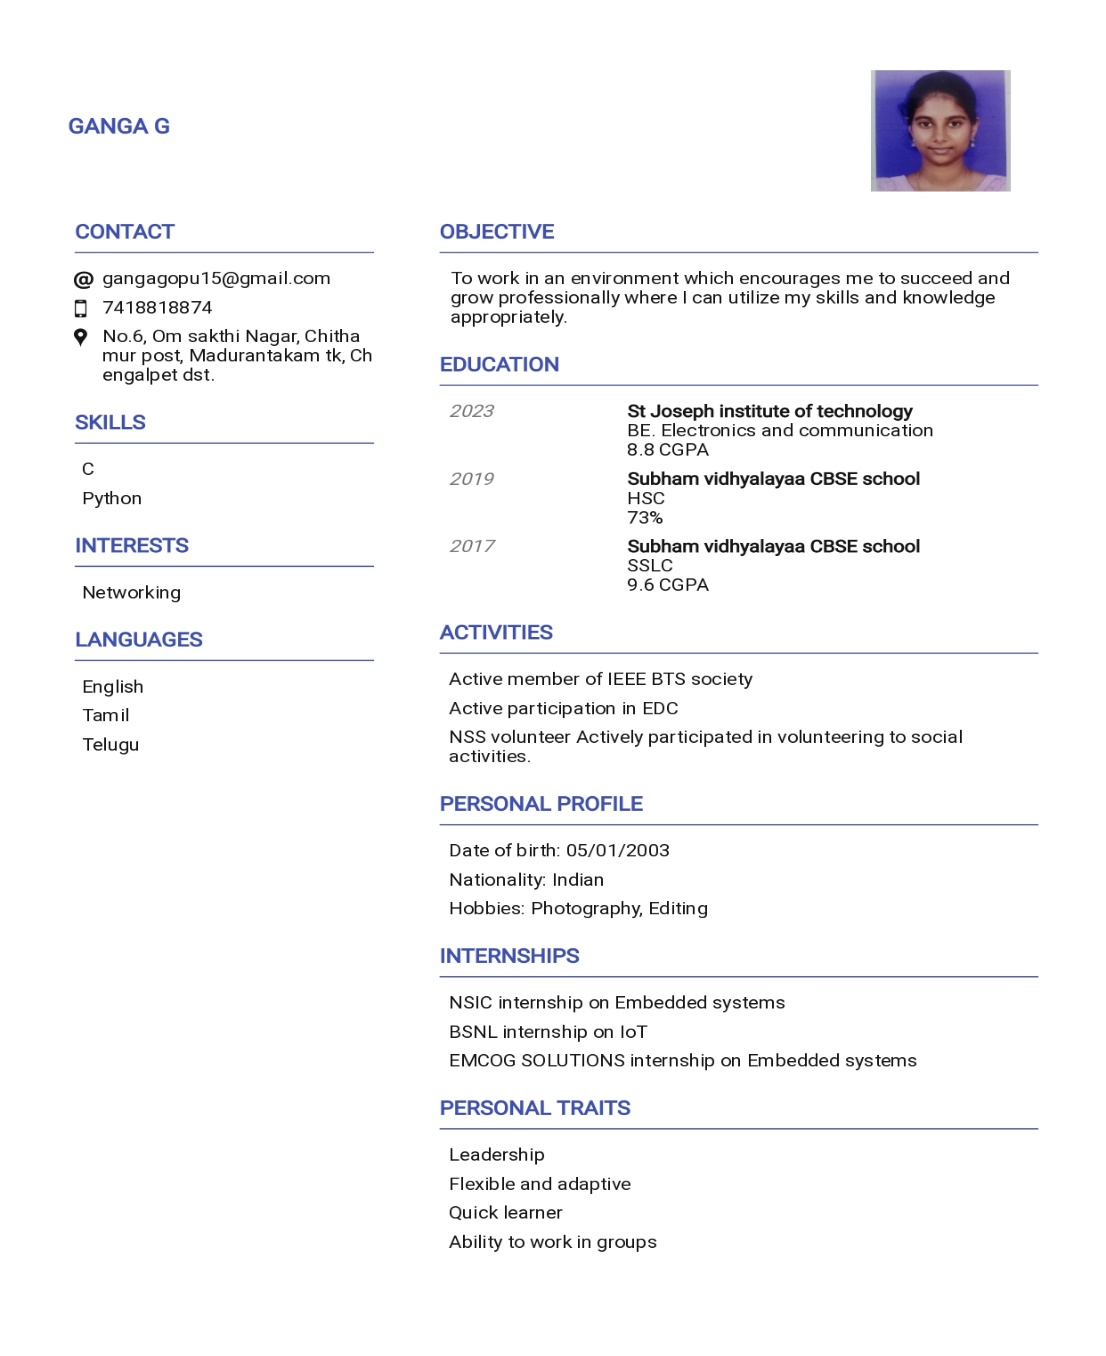 GANGA G
CONTACT
@ gangagopu15@gmail.com
7418818874
No.6, Om sakthi Nagar, Chitha
mur post, Madurantakam tk, Ch
engalpet dst.
SKILLS
C
Python
INTERESTS
Networking
LANGUAGES
English
Tamil
Telugu
OBJECTIVE
To work in an environment which encourages me to succeed and
grow professionally where I can utilize my skills and knowledge
appropriately.
EDUCATION
2023 St Joseph institute of technology
BE. Electronics and communication
8.8 CGPA
2019 Subham vidhyalayaa CBSE school
HSC
73%
2017 Subham vidhyalayaa CBSE school
SSLC
9.6 CGPA
ACTIVITIES
Active member of IEEE BTS society
Active participation in EDC
NSS volunteer Actively participated in volunteering to social
activities.
PERSONAL PROFILE
Date of birth: 05/01/2003
Nationality: Indian
Hobbies: Photography, Editing
INTERNSHIPS
NSIC internship on Embedded systems
BSNL internship on IoT
EMCOG SOLUTIONS internship on Embedded systems
PERSONAL TRAITS
Leadership
Flexible and adaptive
Quick learner
Ability to work in groups